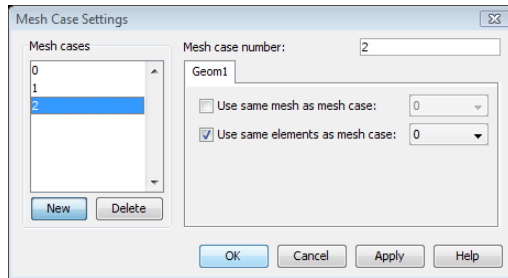 Mesh Case Settings
Mesh cases
0
1
2
New
Delete
Mesh case number:
2
Geom1
Use same mesh as mesh case:
0
Use same elements as mesh case:
0
OK
Cancel
Apply
Help